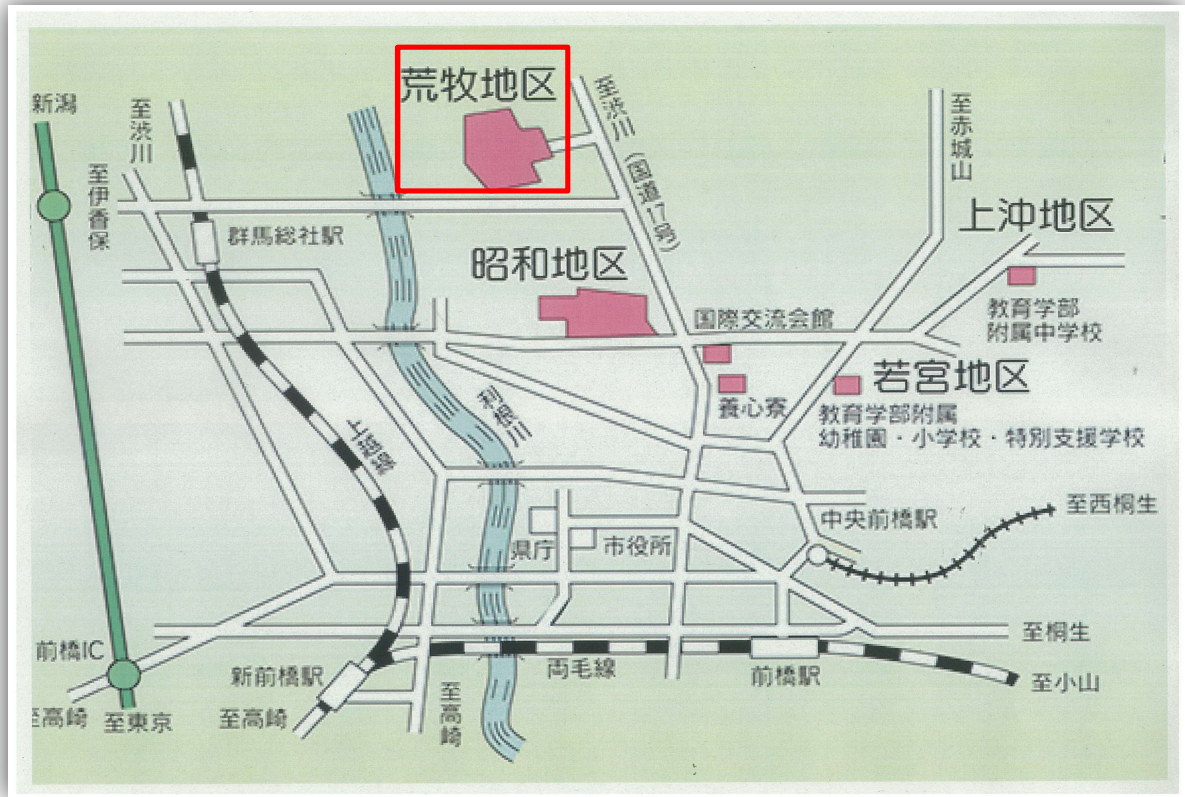 荒牧地区
新潟
至渋川
至伊香保
至渋川(国道17号)
至赤城山
上沖地区
群馬総社駅
昭和地区
国際交流会館
教育学部
附属中学校
若宮地区
養心寮
教育学部附属
幼稚園・小学校・特別支援学校
利根川
上越線
中央前橋駅
至西桐生
県庁
市役所
前橋IC
新前橋駅
両毛線
前橋駅
至桐生
至小山
至高崎
至東京
至高崎
至高崎